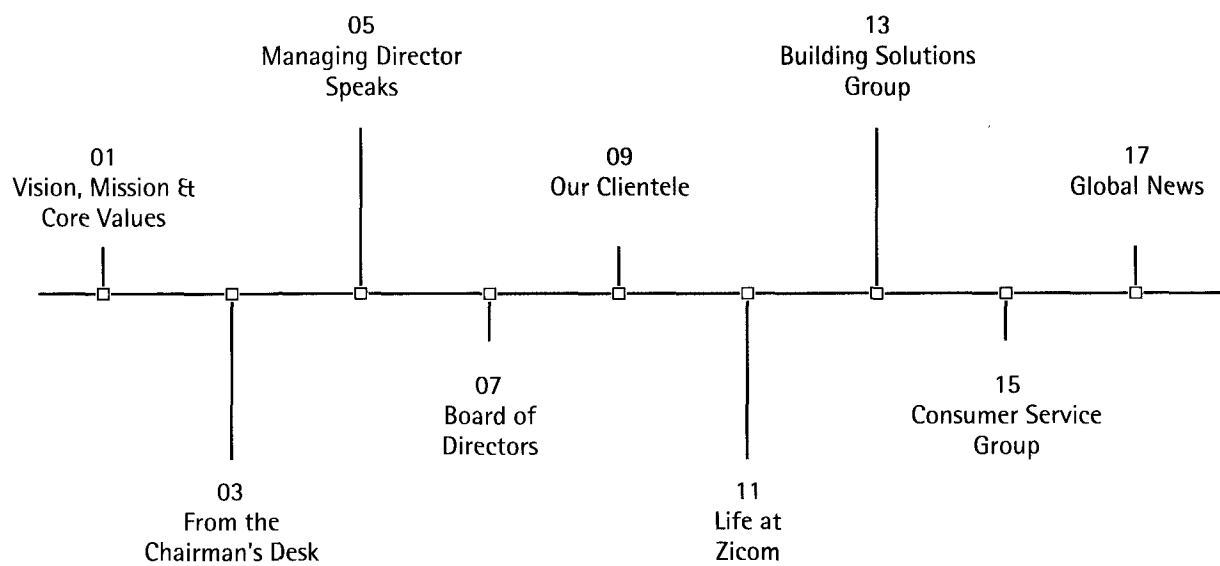 01
Vision, Mission &
Core Values
03
From the
Chairman's Desk
05
Managing Director
Speaks
07
Board of
Directors
09
Our Clientele
11
Life at
Zicom
13
Building Solutions
Group
15
Consumer Service
Group
17
Global News